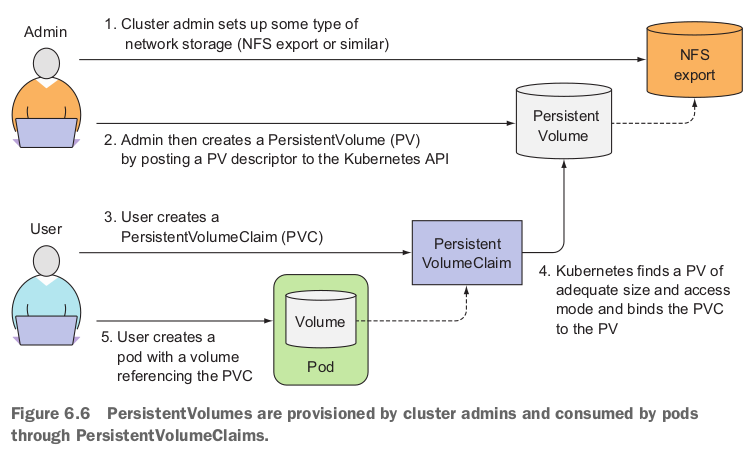 Admin
1. Cluster admin sets up some type of
network storage (NFS export or similar)
NFS
export
Persistent
Volume
2. Admin then creates a PersistentVolume (PV)
by posting a PV descriptor to the Kubernetes API
User
3. User creates a
PersistentVolumeClaim (PVC)
Persistent
VolumeClaim
4. Kubernetes finds a PV of
adequate size and access
mode and binds the PVC
to the PV
5. User creates a
pod with a volume
referencing the PVC
Volume
Pod
Figure 6.6 PersistentVolumes are provisioned by cluster admins and consumed by pods
through PersistentVolumeClaims.